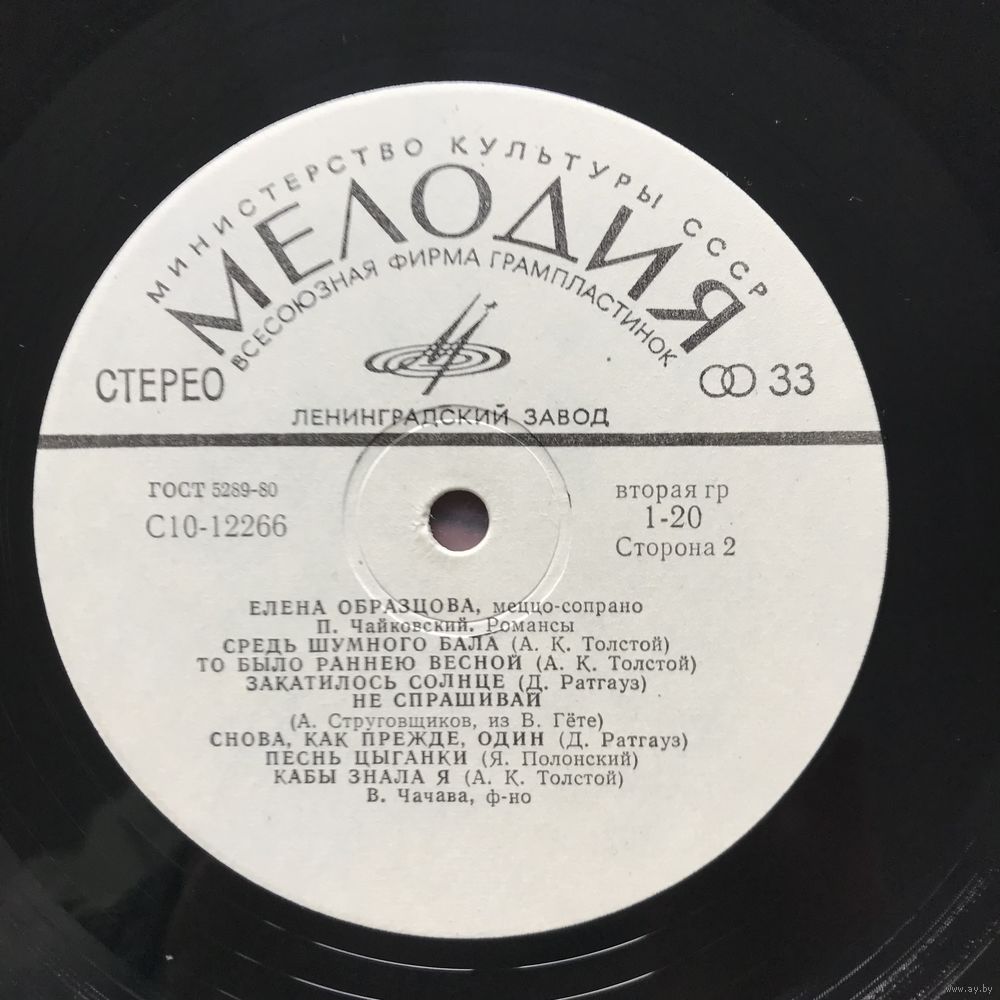 МИНИСТЕРСТВО КУЛЬТУРЫ СССР
МЕЛОДИЯ
ВСЕСОЮЗНАЯ ФИРМА ГРАМПЛАСТИНОК
СТЕРЕО
33
ЛЕНИНГРАДСКИЙ ЗАВОД
ГОСТ 5289-80
С10-12266
вторая гр
1-20
Сторона 2
ЕЛЕНА ОБРАЗЦОВА, меццо-сопрано
П. Чайковский. Романсы
СРЕДЬ ШУМНОГО БАЛА (А. К. Толстой)
ТО БЫЛО РАННЕЮ ВЕСНОЙ (А. К. Толстой)
ЗАКАТИЛОСЬ СОЛНЦЕ (Д. Ратгауз)
НЕ СПРАШИВАЙ
(А. Струговщиков, из В. Гёте)
СНОВА, КАК ПРЕЖДЕ, ОДИН (Д. Ратгауз)
ПЕСНЬ ЦЫГАНКИ (Я. Полонский)
КАБЫ ЗНАЛА Я (А. К. Толстой)
В. Чачава, ф-но
www.ay.by